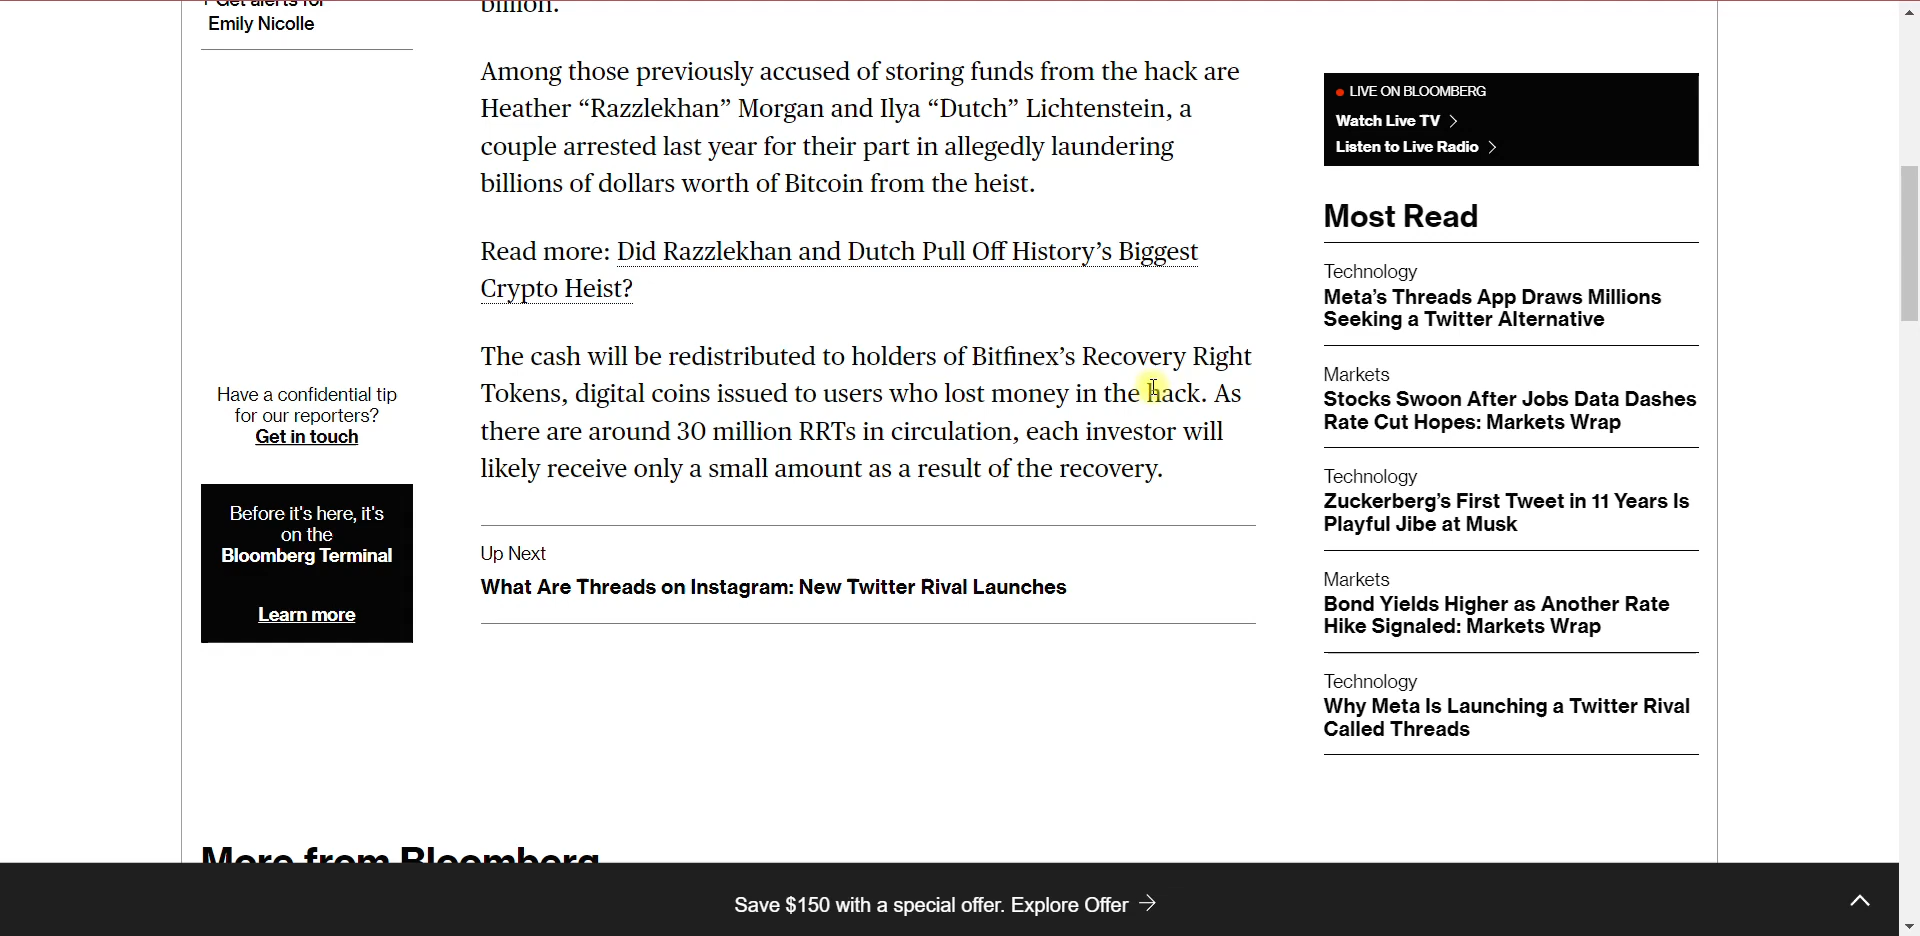 Get alerts for
Emily Nicolle
billion.
Among those previously accused of storing funds from the hack are
Heather “Razzlekhan” Morgan and Ilya “Dutch” Lichtenstein, a
couple arrested last year for their part in allegedly laundering
billions of dollars worth of Bitcoin from the heist.
Read more: Did Razzlekhan and Dutch Pull Off History’s Biggest
Crypto Heist?
The cash will be redistributed to holders of Bitfinex’s Recovery Right
Tokens, digital coins issued to users who lost money in the hack. As
there are around 30 million RRTs in circulation, each investor will
likely receive only a small amount as a result of the recovery.
Have a confidential tip
for our reporters?
Get in touch
Before it's here, it's
on the
Bloomberg Terminal
Learn more
Up Next
What Are Threads on Instagram: New Twitter Rival Launches
LIVE ON BLOOMBERG
Watch Live TV
Listen to Live Radio
Most Read
Technology
Meta’s Threads App Draws Millions
Seeking a Twitter Alternative
Markets
Stocks Swoon After Jobs Data Dashes
Rate Cut Hopes: Markets Wrap
Technology
Zuckerberg’s First Tweet in 11 Years Is
Playful Jibe at Musk
Markets
Bond Yields Higher as Another Rate
Hike Signaled: Markets Wrap
Technology
Why Meta Is Launching a Twitter Rival
Called Threads
More from Bloomberg
Save $150 with a special offer. Explore Offer →